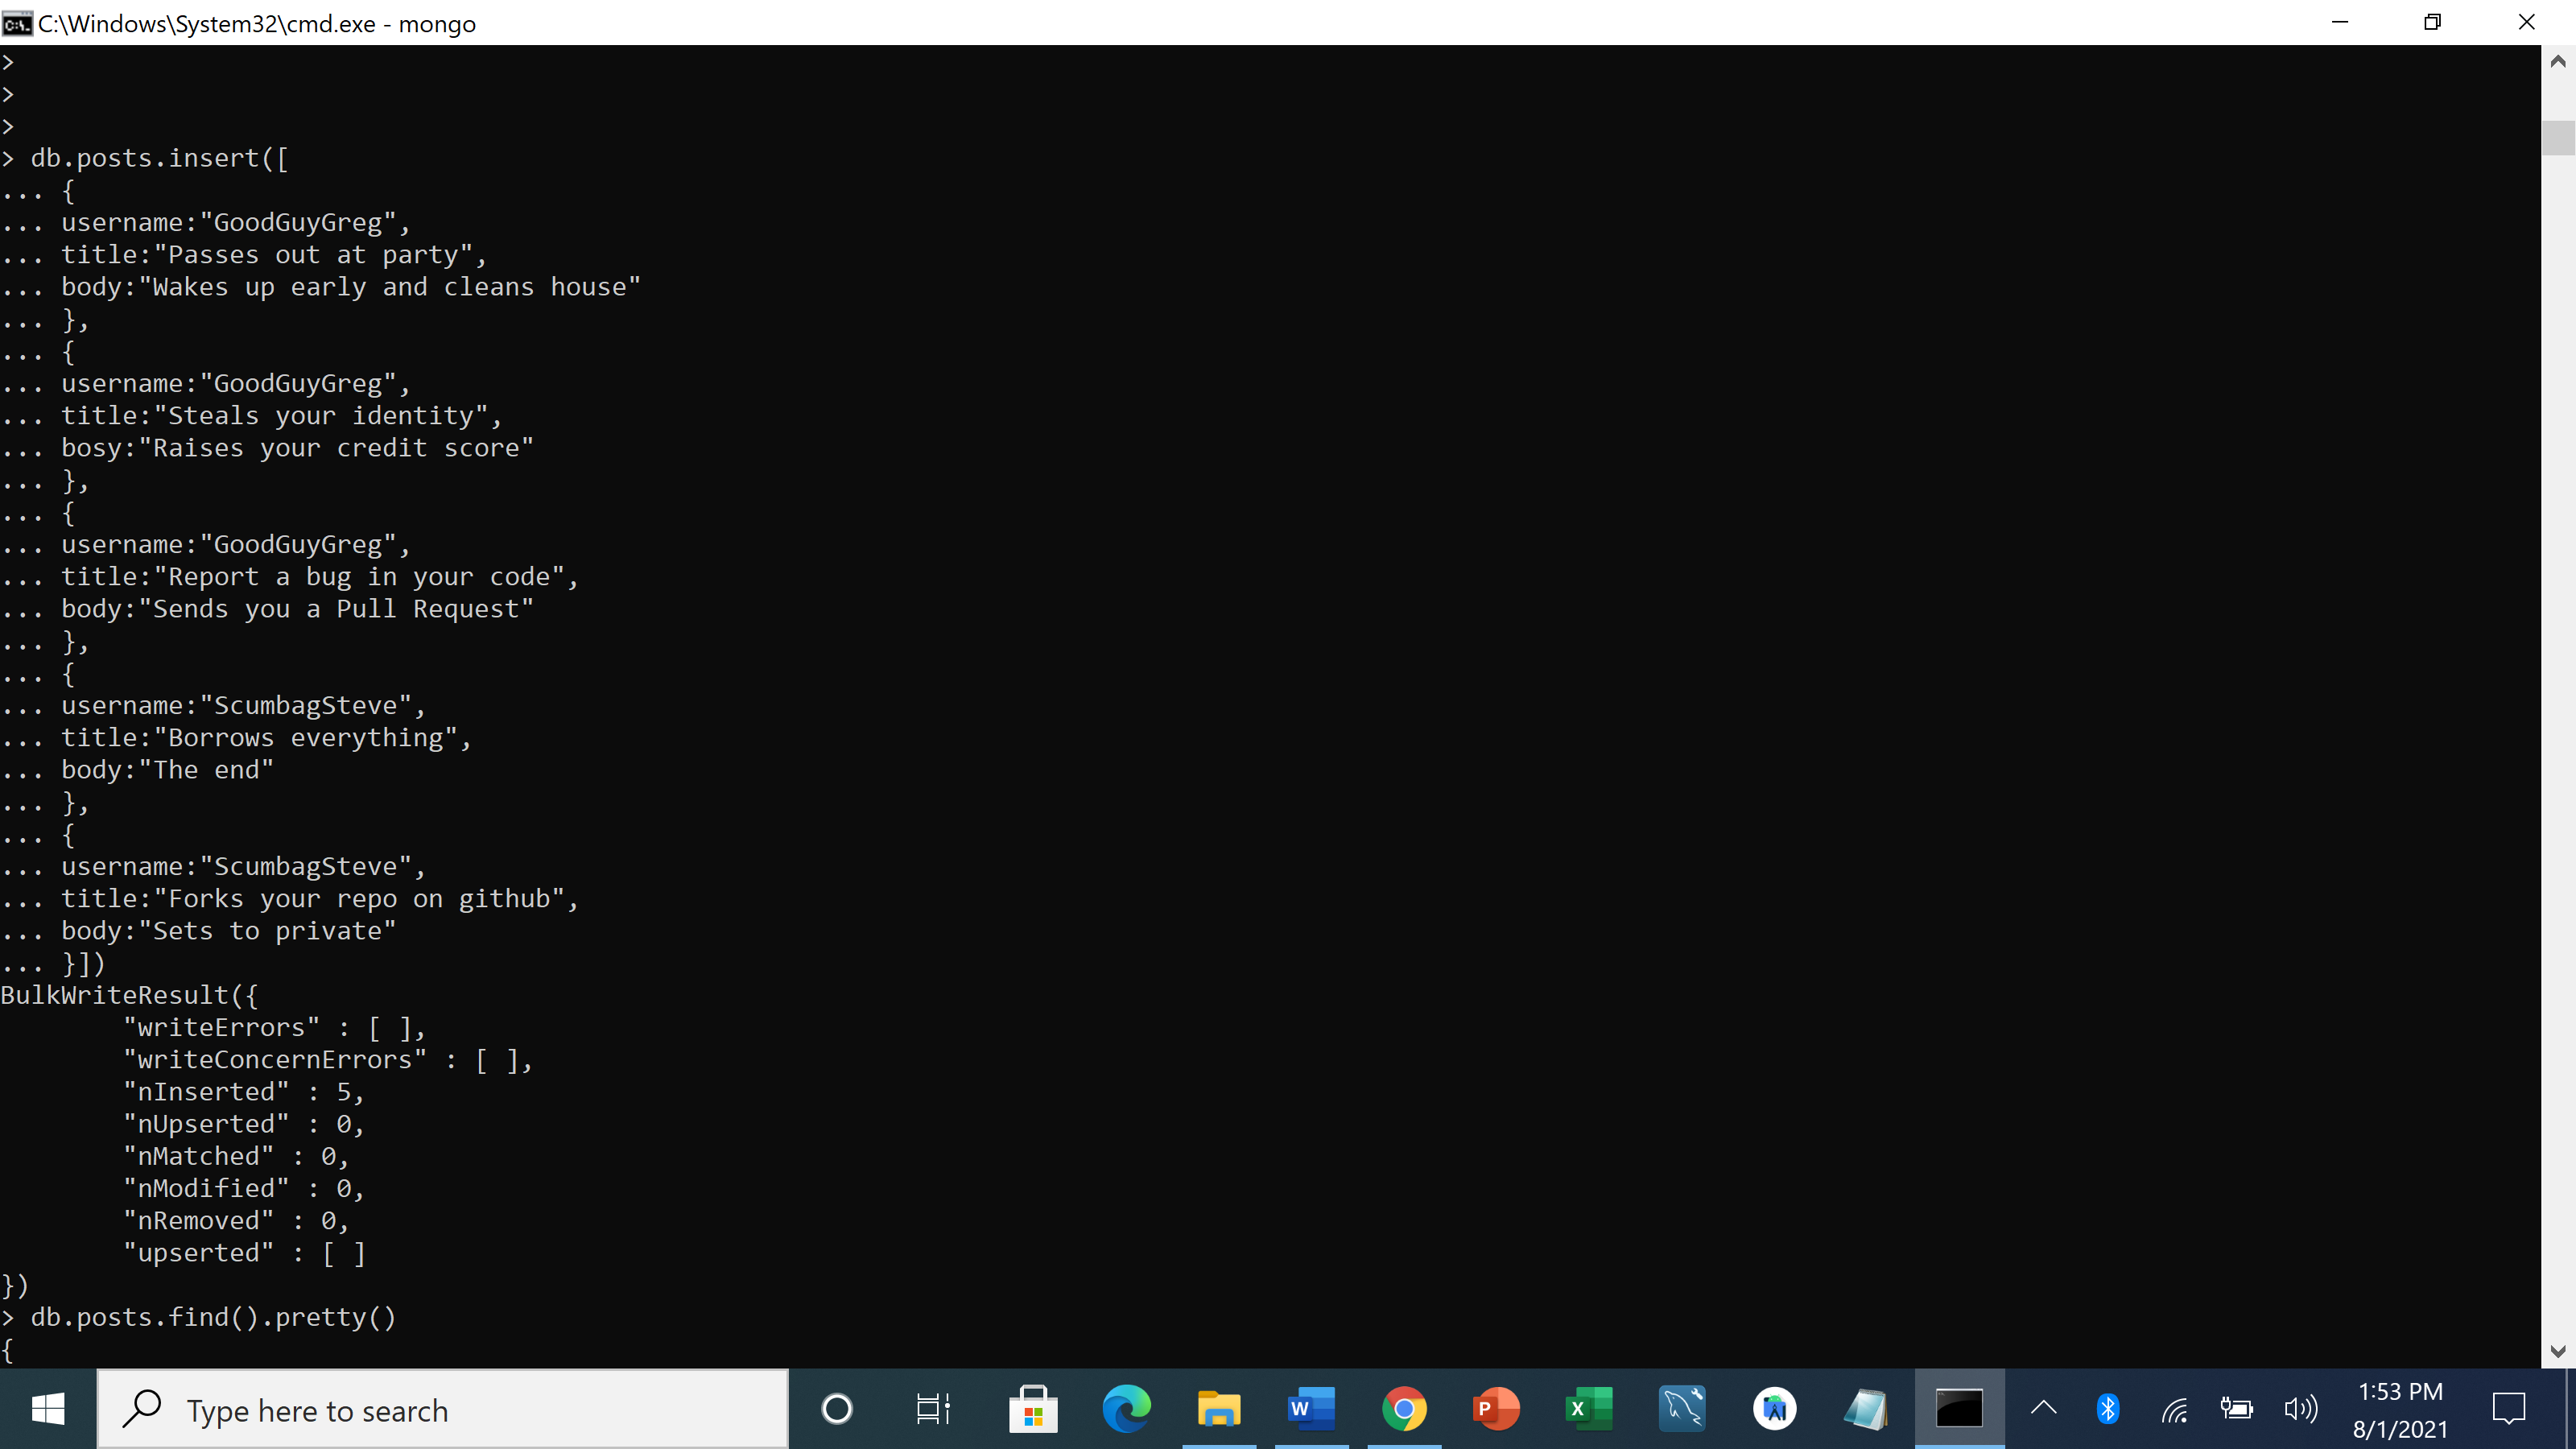 C:\Windows\System32\cmd.exe - mongo
>
>
>
> db.posts.insert([
... {
... username:"GoodGuyGreg",
... title:"Passes out at party",
... body:"Wakes up early and cleans house"
... },
... {
... username:"GoodGuyGreg",
... title:"Steals your identity",
... bosy:"Raises your credit score"
... },
... {
... username:"GoodGuyGreg",
... title:"Report a bug in your code",
... body:"Sends you a Pull Request"
... },
... {
... username:"ScumbagSteve",
... title:"Borrows everything",
... body:"The end"
... },
... {
... username:"ScumbagSteve",
... title:"Forks your repo on github",
... body:"Sets to private"
... }])
BulkWriteResult({
        "writeErrors" : [ ],
        "writeConcernErrors" : [ ],
        "nInserted" : 5,
        "nUpserted" : 0,
        "nMatched" : 0,
        "nModified" : 0,
        "nRemoved" : 0,
        "upserted" : [ ]
})
> db.posts.find().pretty()
{
Type here to search
1:53 PM
8/1/2021